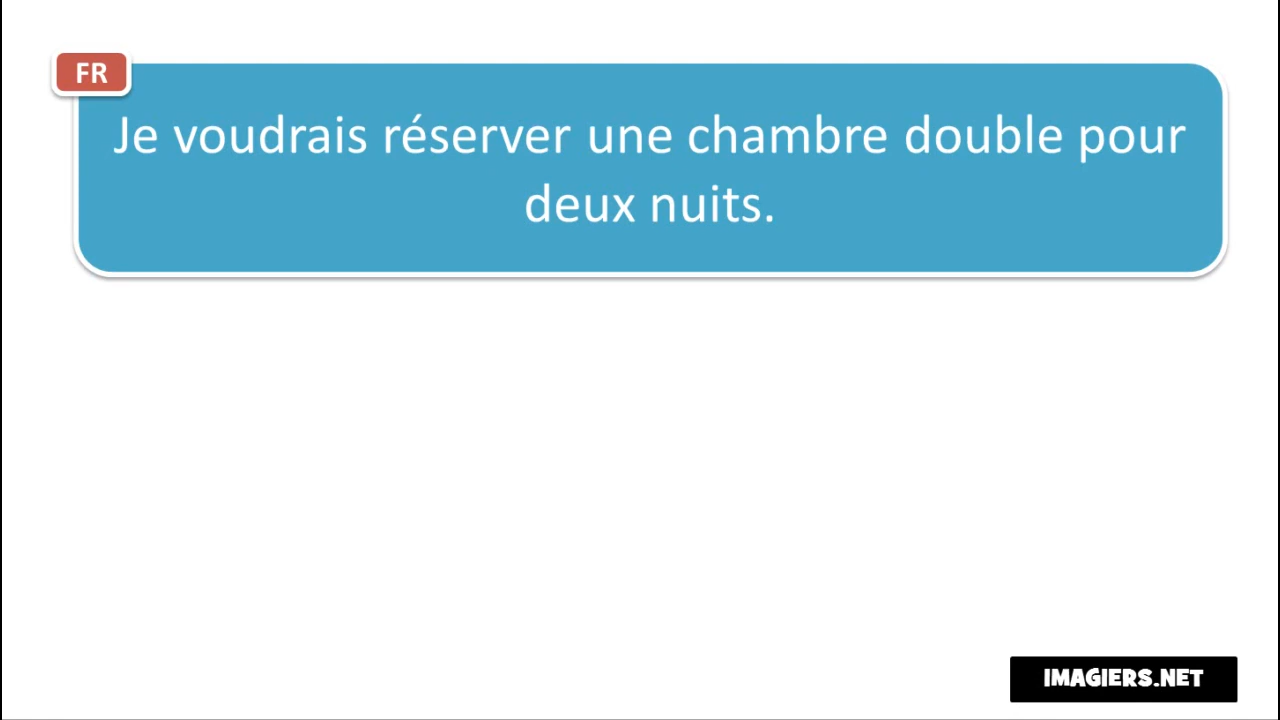 FR
Je voudrais réserver une chambre double pour
deux nuits.
IMAGIERS.NET